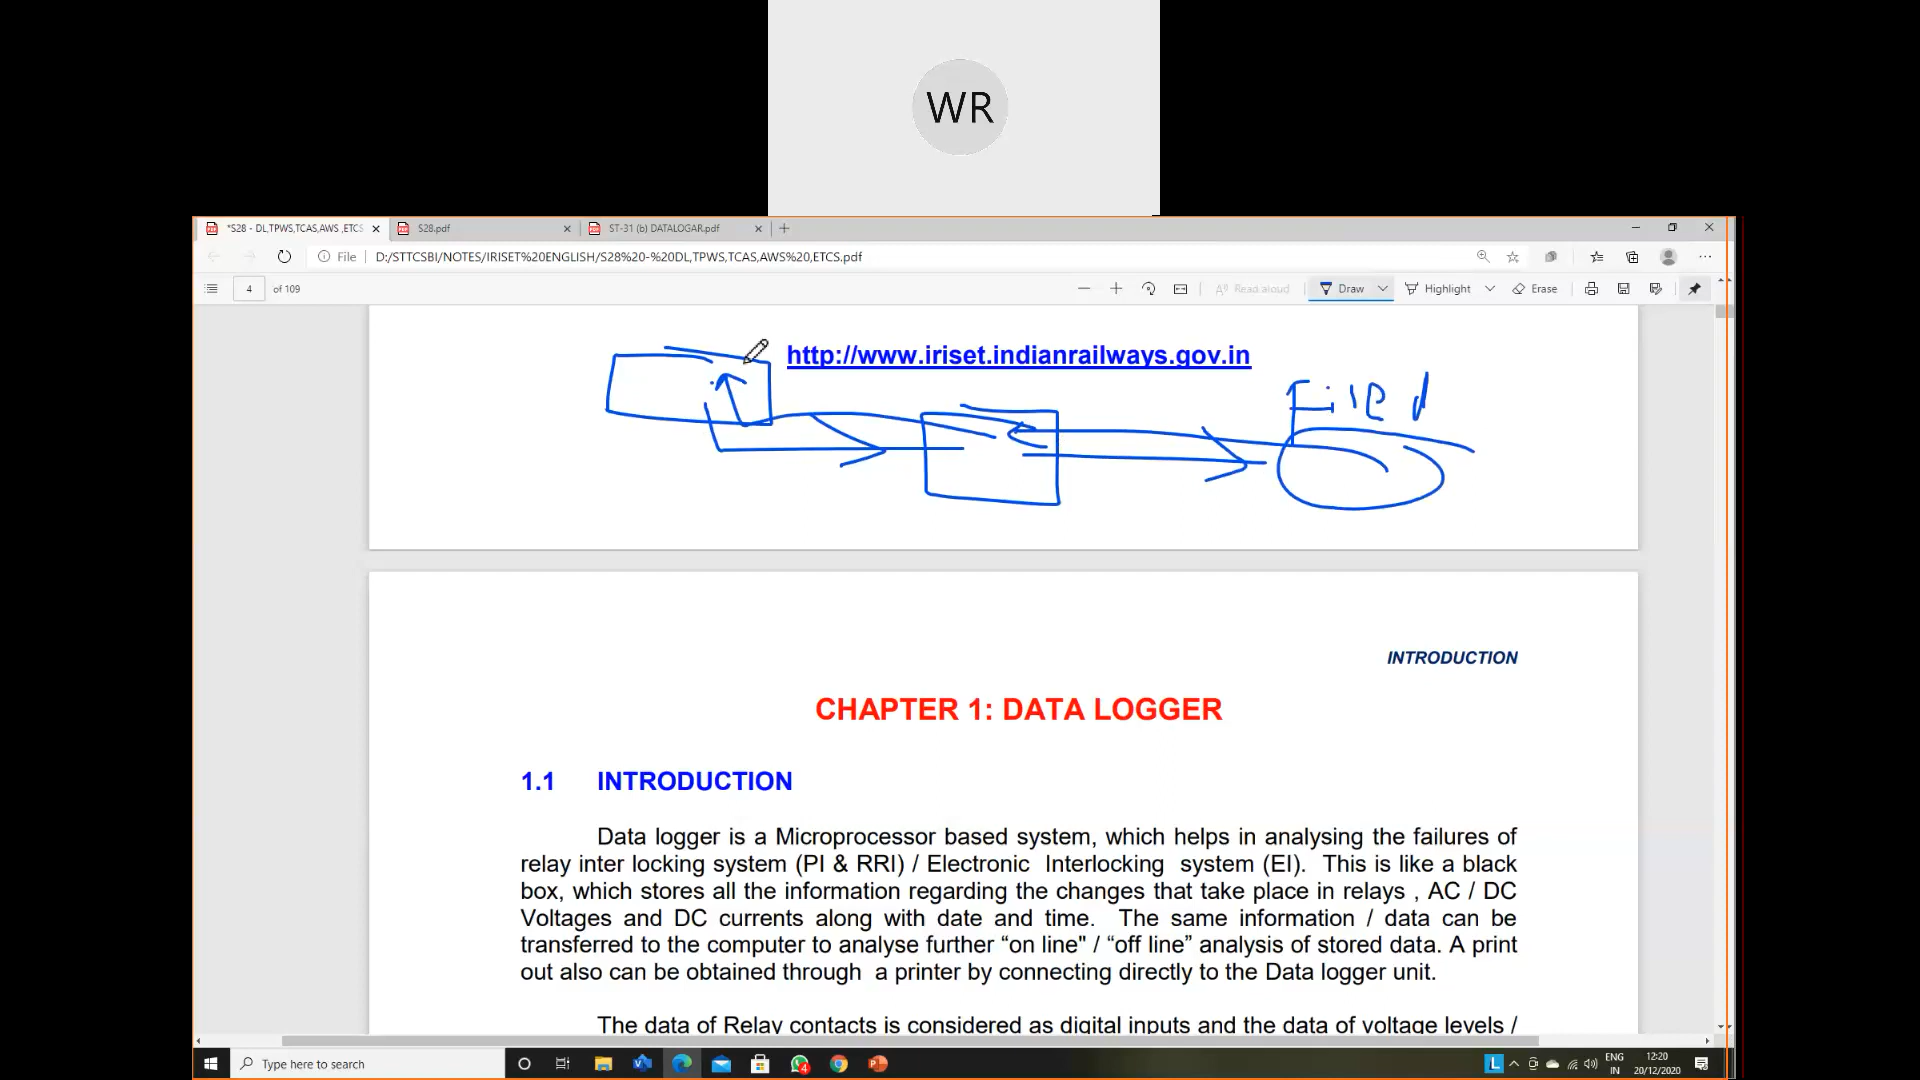 WR
*S28 - DL,TPWS,TCAS,AWS ,ETCS
S28.pdf
ST-31 (b) DATALOGAR.pdf
File
D:/STTCSBI/NOTES/IRISET%20ENGLISH/S28%20-%20DL,TPWS,TCAS,AWS%20,ETCS.pdf
4
of 109
Read aloud
Draw
Highlight
Erase
http://www.iriset.indianrailways.gov.in
Field
INTRODUCTION
CHAPTER 1: DATA LOGGER
1.1 INTRODUCTION
Data logger is a Microprocessor based system, which helps in analysing the failures of
relay inter locking system (PI & RRI) / Electronic Interlocking system (EI). This is like a black
box, which stores all the information regarding the changes that take place in relays , AC / DC
Voltages and DC currents along with date and time. The same information / data can be
transferred to the computer to analyse further “on line" / “off line” analysis of stored data. A print
out also can be obtained through a printer by connecting directly to the Data logger unit.
The data of Relay contacts is considered as digital inputs and the data of voltage levels /
Type here to search
4
L
ENG
IN
12:20
20/12/2020